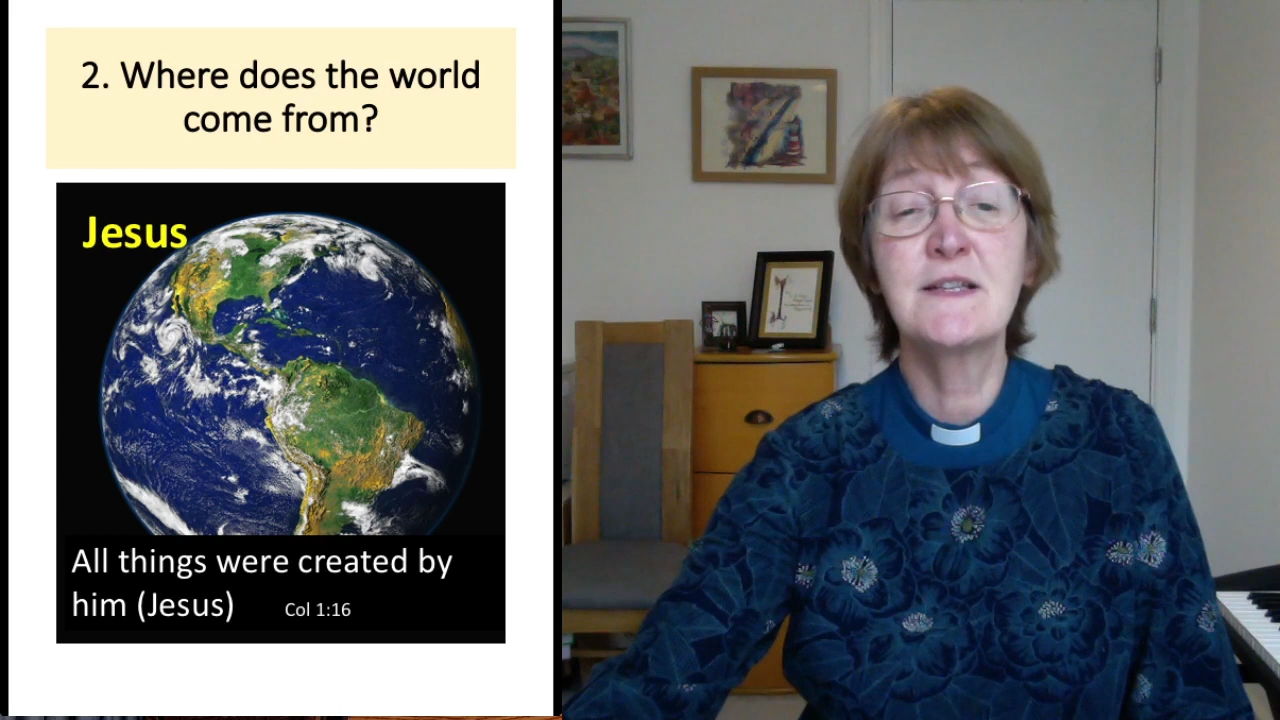 2. Where does the world
come from?
Jesus
All things were created by
him (Jesus) Col 1:16